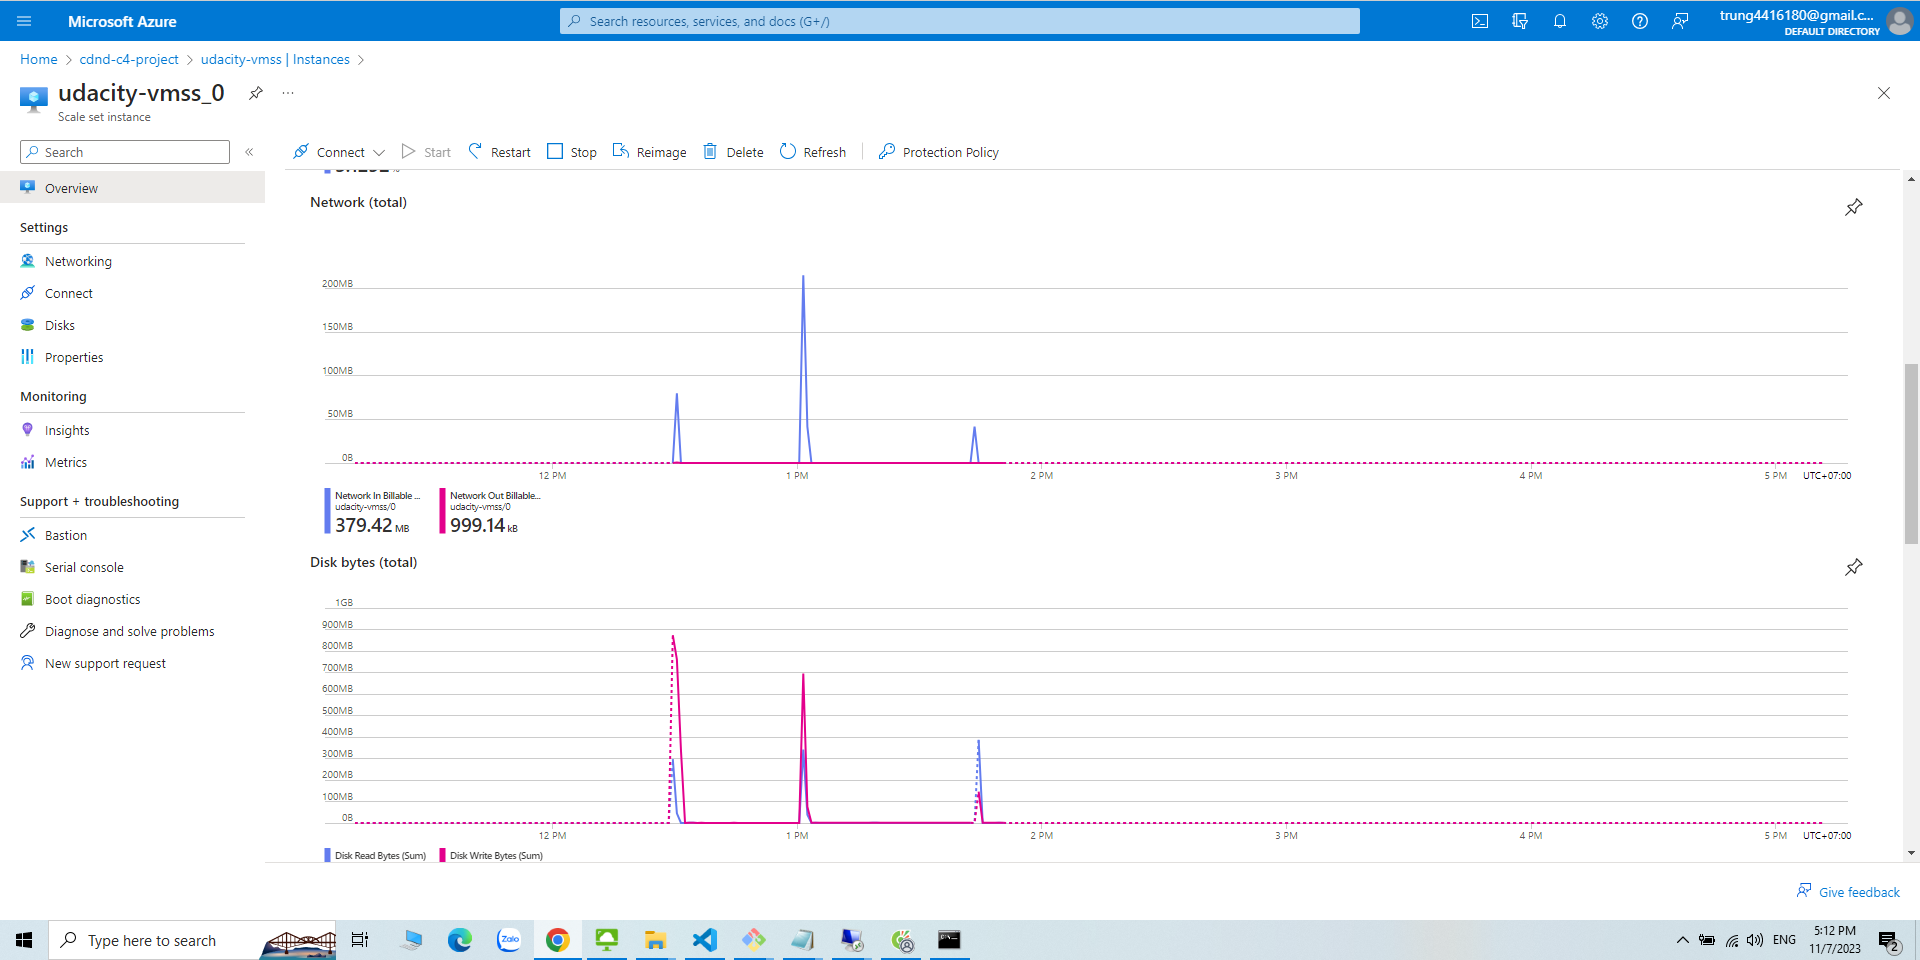 Microsoft Azure
Search resources, services, and docs (G+/)
trung4416180@gmail.c...
DEFAULT DIRECTORY
Home > cdnd-c4-project > udacity-vmss | Instances >
udacity-vmss_0
Scale set instance
Search
Connect
Start
Restart
Stop
Reimage
Delete
Refresh
Protection Policy
Overview
Settings
Networking
Connect
Disks
Properties
Monitoring
Insights
Metrics
Support + troubleshooting
Bastion
Serial console
Boot diagnostics
Diagnose and solve problems
New support request
Network (total)
200MB
150MB
100MB
50MB
0B
12 PM
1 PM
2 PM
3 PM
4 PM
5 PM
UTC+07:00
Network In Billable ...
udacity-vmss/0
379.42 MB
Network Out Billable...
udacity-vmss/0
999.14 kB
Disk bytes (total)
1GB
900MB
800MB
700MB
600MB
500MB
400MB
300MB
200MB
100MB
0B
12 PM
1 PM
2 PM
3 PM
4 PM
5 PM
UTC+07:00
Disk Read Bytes (Sum)
Disk Write Bytes (Sum)
Give feedback
Type here to search
Zalo
ENG
5:12 PM
11/7/2023
2